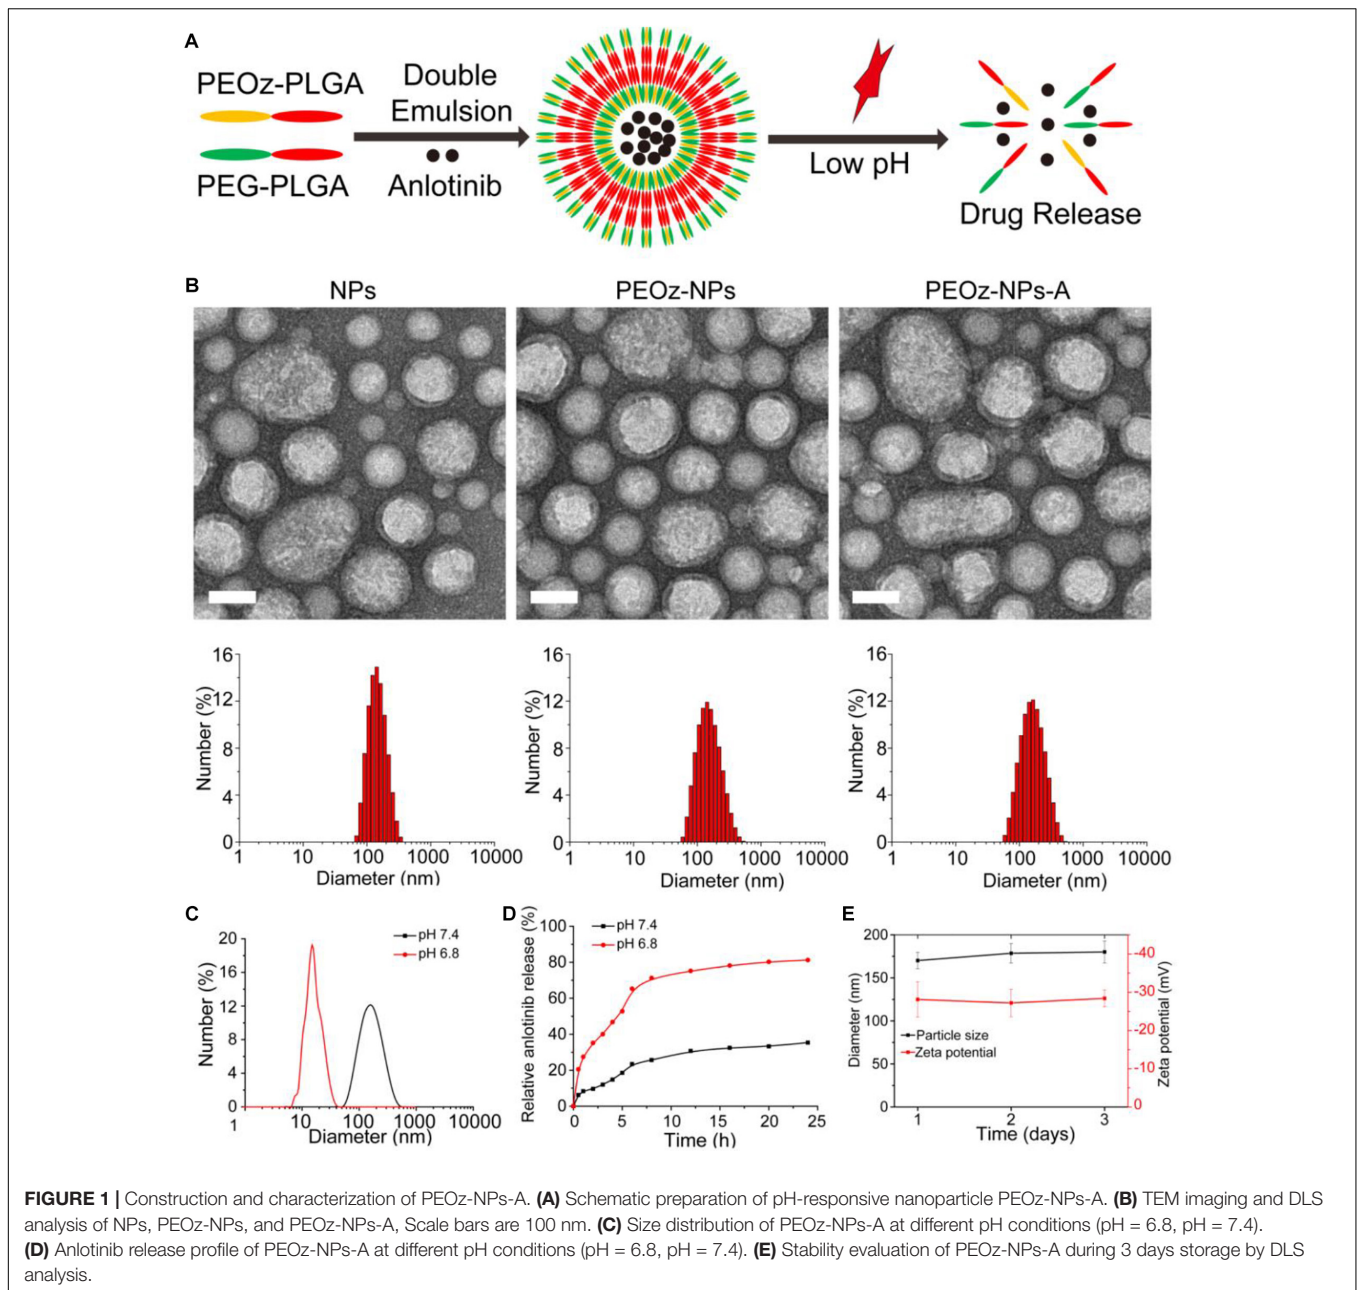 A
PEOz-PLGA
PEG-PLGA
Double
Emulsion
Anlotinib
Low pH
Drug Release
B
NPs
PEOz-NPs
PEOz-NPs-A
16
12
8
4
0
Number (%)
1 10 100 1000 10000
Diameter (nm)
16
12
8
4
0
Number (%)
1 10 100 1000 10000
Diameter (nm)
16
12
8
4
0
Number (%)
1 10 100 1000 10000
Diameter (nm)
C
20
16
12
8
4
0
Number (%)
pH 7.4
pH 6.8
1 10 100 1000 10000
Diameter (nm)
D
100
80
60
40
20
0
Relative anlotinib release (%)
pH 7.4
pH 6.8
0 5 10 15 20 25
Time (h)
E
200
150
100
50
0
Diameter (nm)
Particle size
Zeta potential
-40
-30
-20
-10
0
Zeta potential (mV)
1 2 3
Time (days)
FIGURE 1 | Construction and characterization of PEOz-NPs-A. (A) Schematic preparation of pH-responsive nanoparticle PEOz-NPs-A. (B) TEM imaging and DLS
analysis of NPs, PEOz-NPs, and PEOz-NPs-A, Scale bars are 100 nm. (C) Size distribution of PEOz-NPs-A at different pH conditions (pH = 6.8, pH = 7.4).
(D) Anlotinib release profile of PEOz-NPs-A at different pH conditions (pH = 6.8, pH = 7.4). (E) Stability evaluation of PEOz-NPs-A during 3 days storage by DLS
analysis.